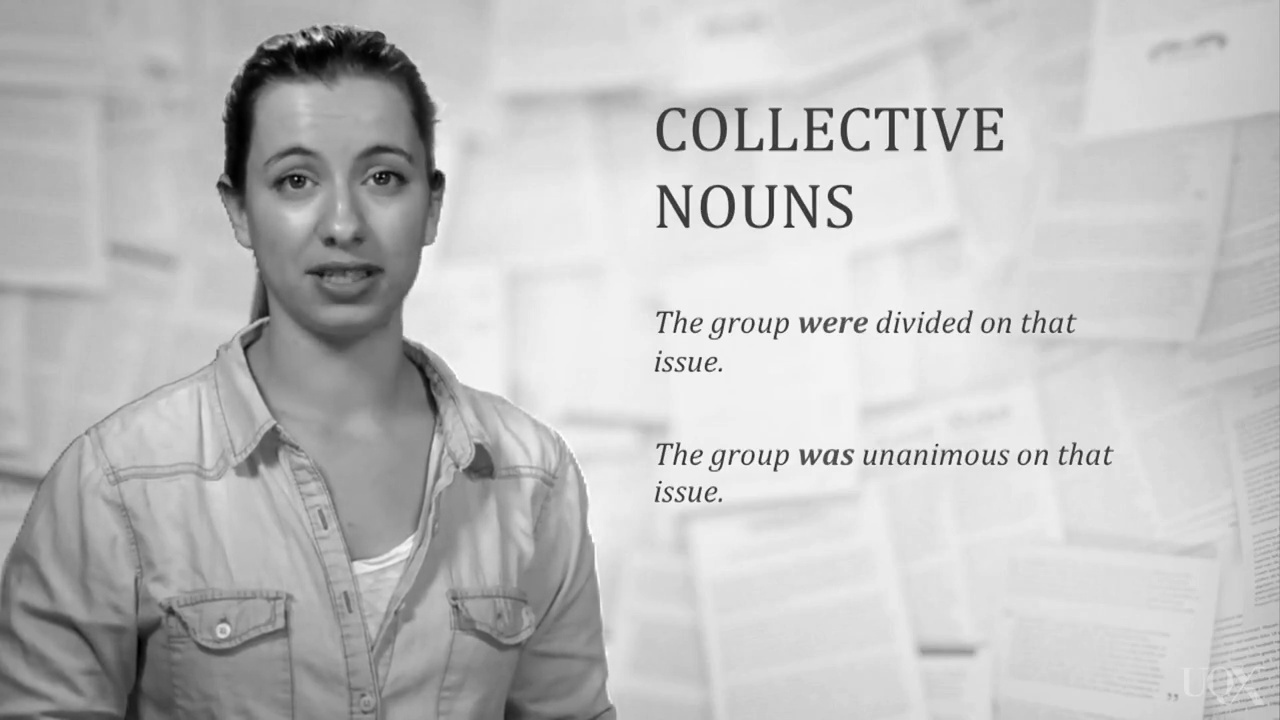 COLLECTIVE
NOUNS
The group were divided on that
issue.
The group was unanimous on that
issue.
UQX